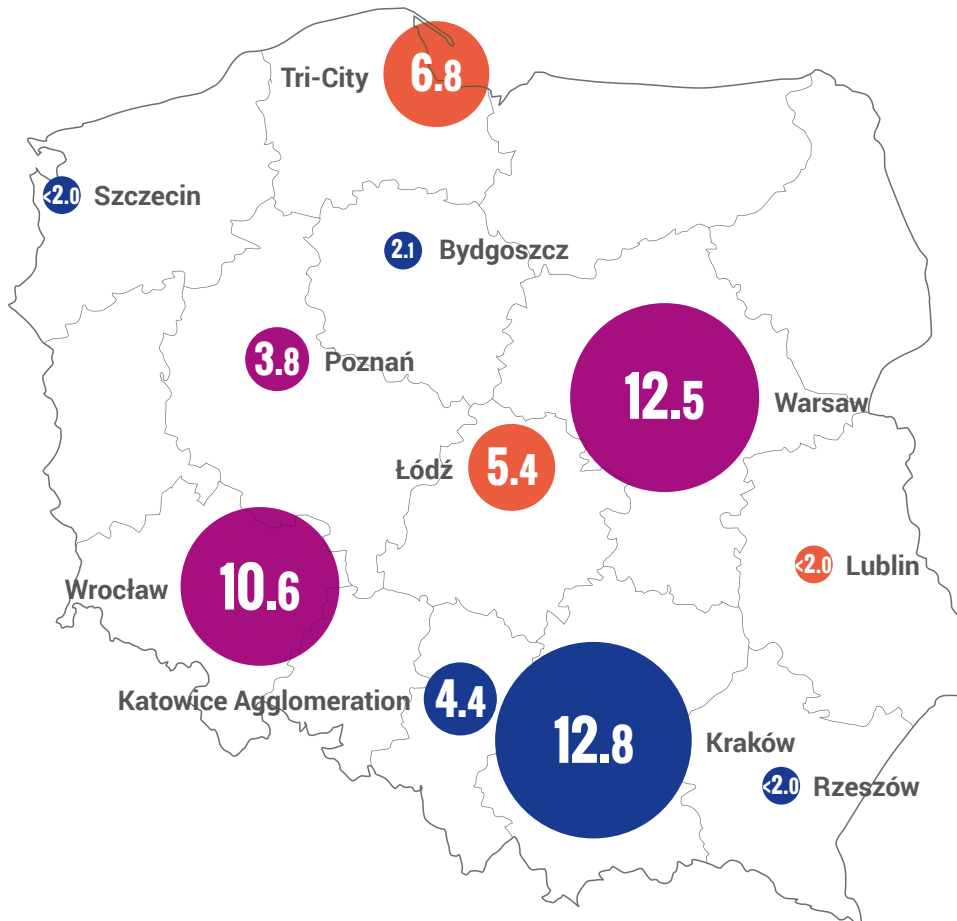 Tri-City
6.8
<2.0
Szczecin
2.1
Bydgoszcz
3.8
Poznań
12.5
Warsaw
Łódź
5.4
<2.0
Lublin
Wrocław
10.6
Katowice Agglomeration
4.4
12.8
Kraków
<2.0
Rzeszów